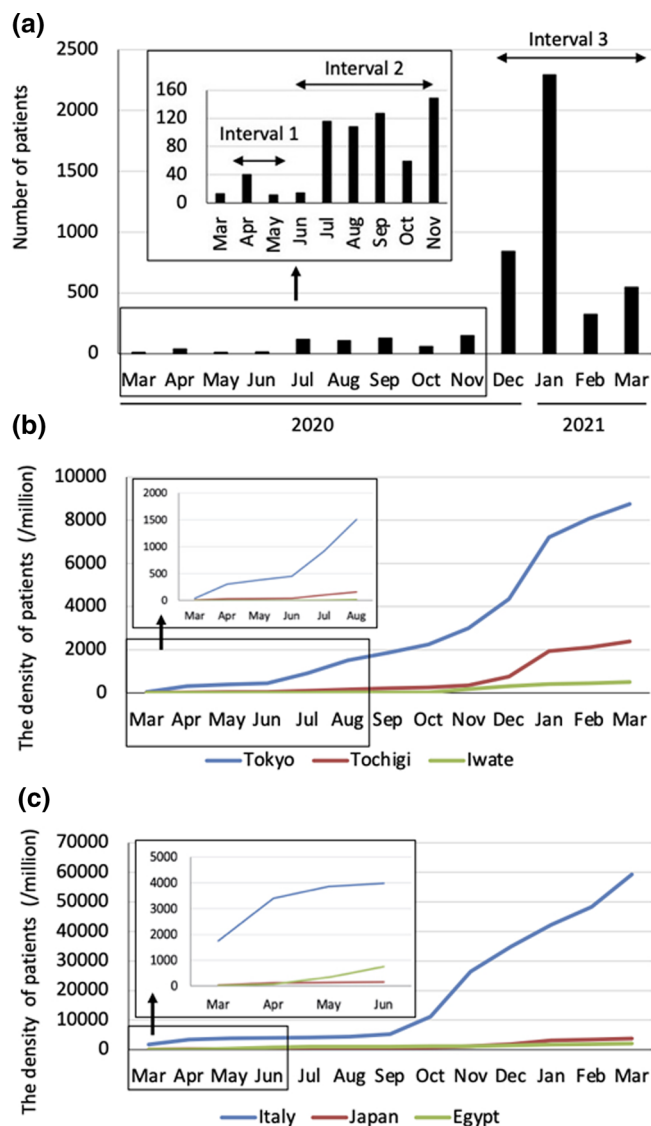 (a)
Number of patients
2500
2000
1500
1000
500
0
Interval 3
Interval 2
Interval 1
160
120
80
40
0
Mar Apr May Jun Jul Aug Sep Oct Nov
Mar Apr May Jun Jul Aug Sep Oct Nov Dec Jan Feb Mar
2020 2021
(b)
The density of patients (/million)
10000
8000
6000
4000
2000
0
2000
1500
1000
500
0
Mar Apr May Jun Jul Aug
Mar Apr May Jun Jul Aug Sep Oct Nov Dec Jan Feb Mar
Tokyo Tochigi Iwate
(c)
The density of patients (/million)
70000
60000
50000
40000
30000
20000
10000
0
5000
4000
3000
2000
1000
0
Mar Apr May Jun
Mar Apr May Jun Jul Aug Sep Oct Nov Dec Jan Feb Mar
Italy Japan Egypt